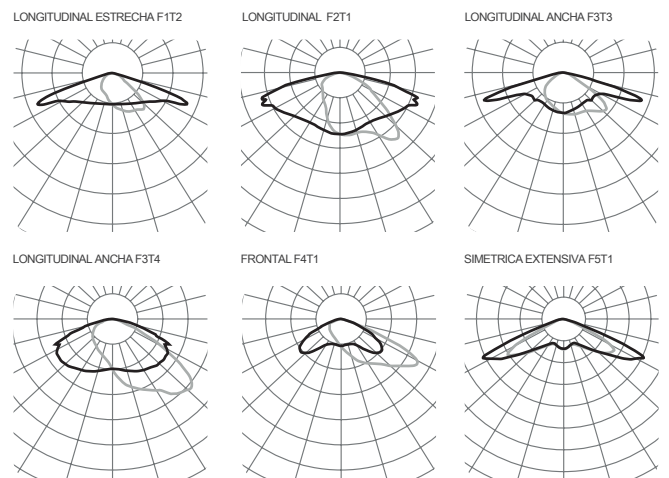 LONGITUDINAL ESTRECHA F1T2
LONGITUDINAL F2T1
LONGITUDINAL ANCHA F3T3
LONGITUDINAL ANCHA F3T4
FRONTAL F4T1
SIMETRICA EXTENSIVA F5T1